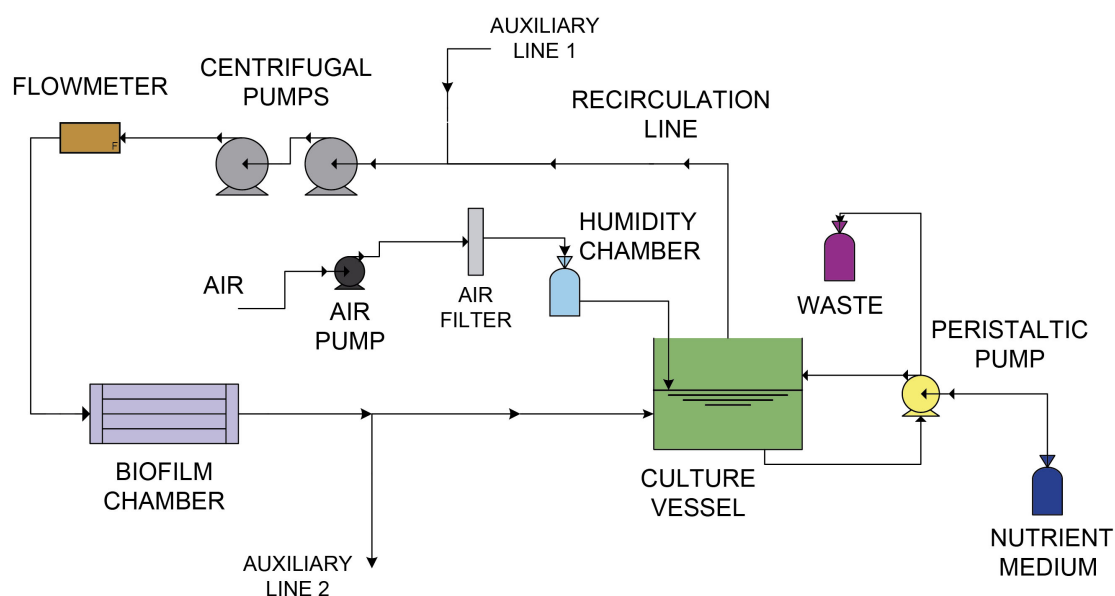 AUXILIARY
LINE 1
CENTRIFUGAL
PUMPS
FLOWMETER
RECIRCULATION
LINE
F
HUMIDITY
CHAMBER
AIR
AIR
PUMP
AIR
FILTER
WASTE
PERISTALTIC
PUMP
BIOFILM
CHAMBER
CULTURE
VESSEL
NUTRIENT
MEDIUM
AUXILIARY
LINE 2